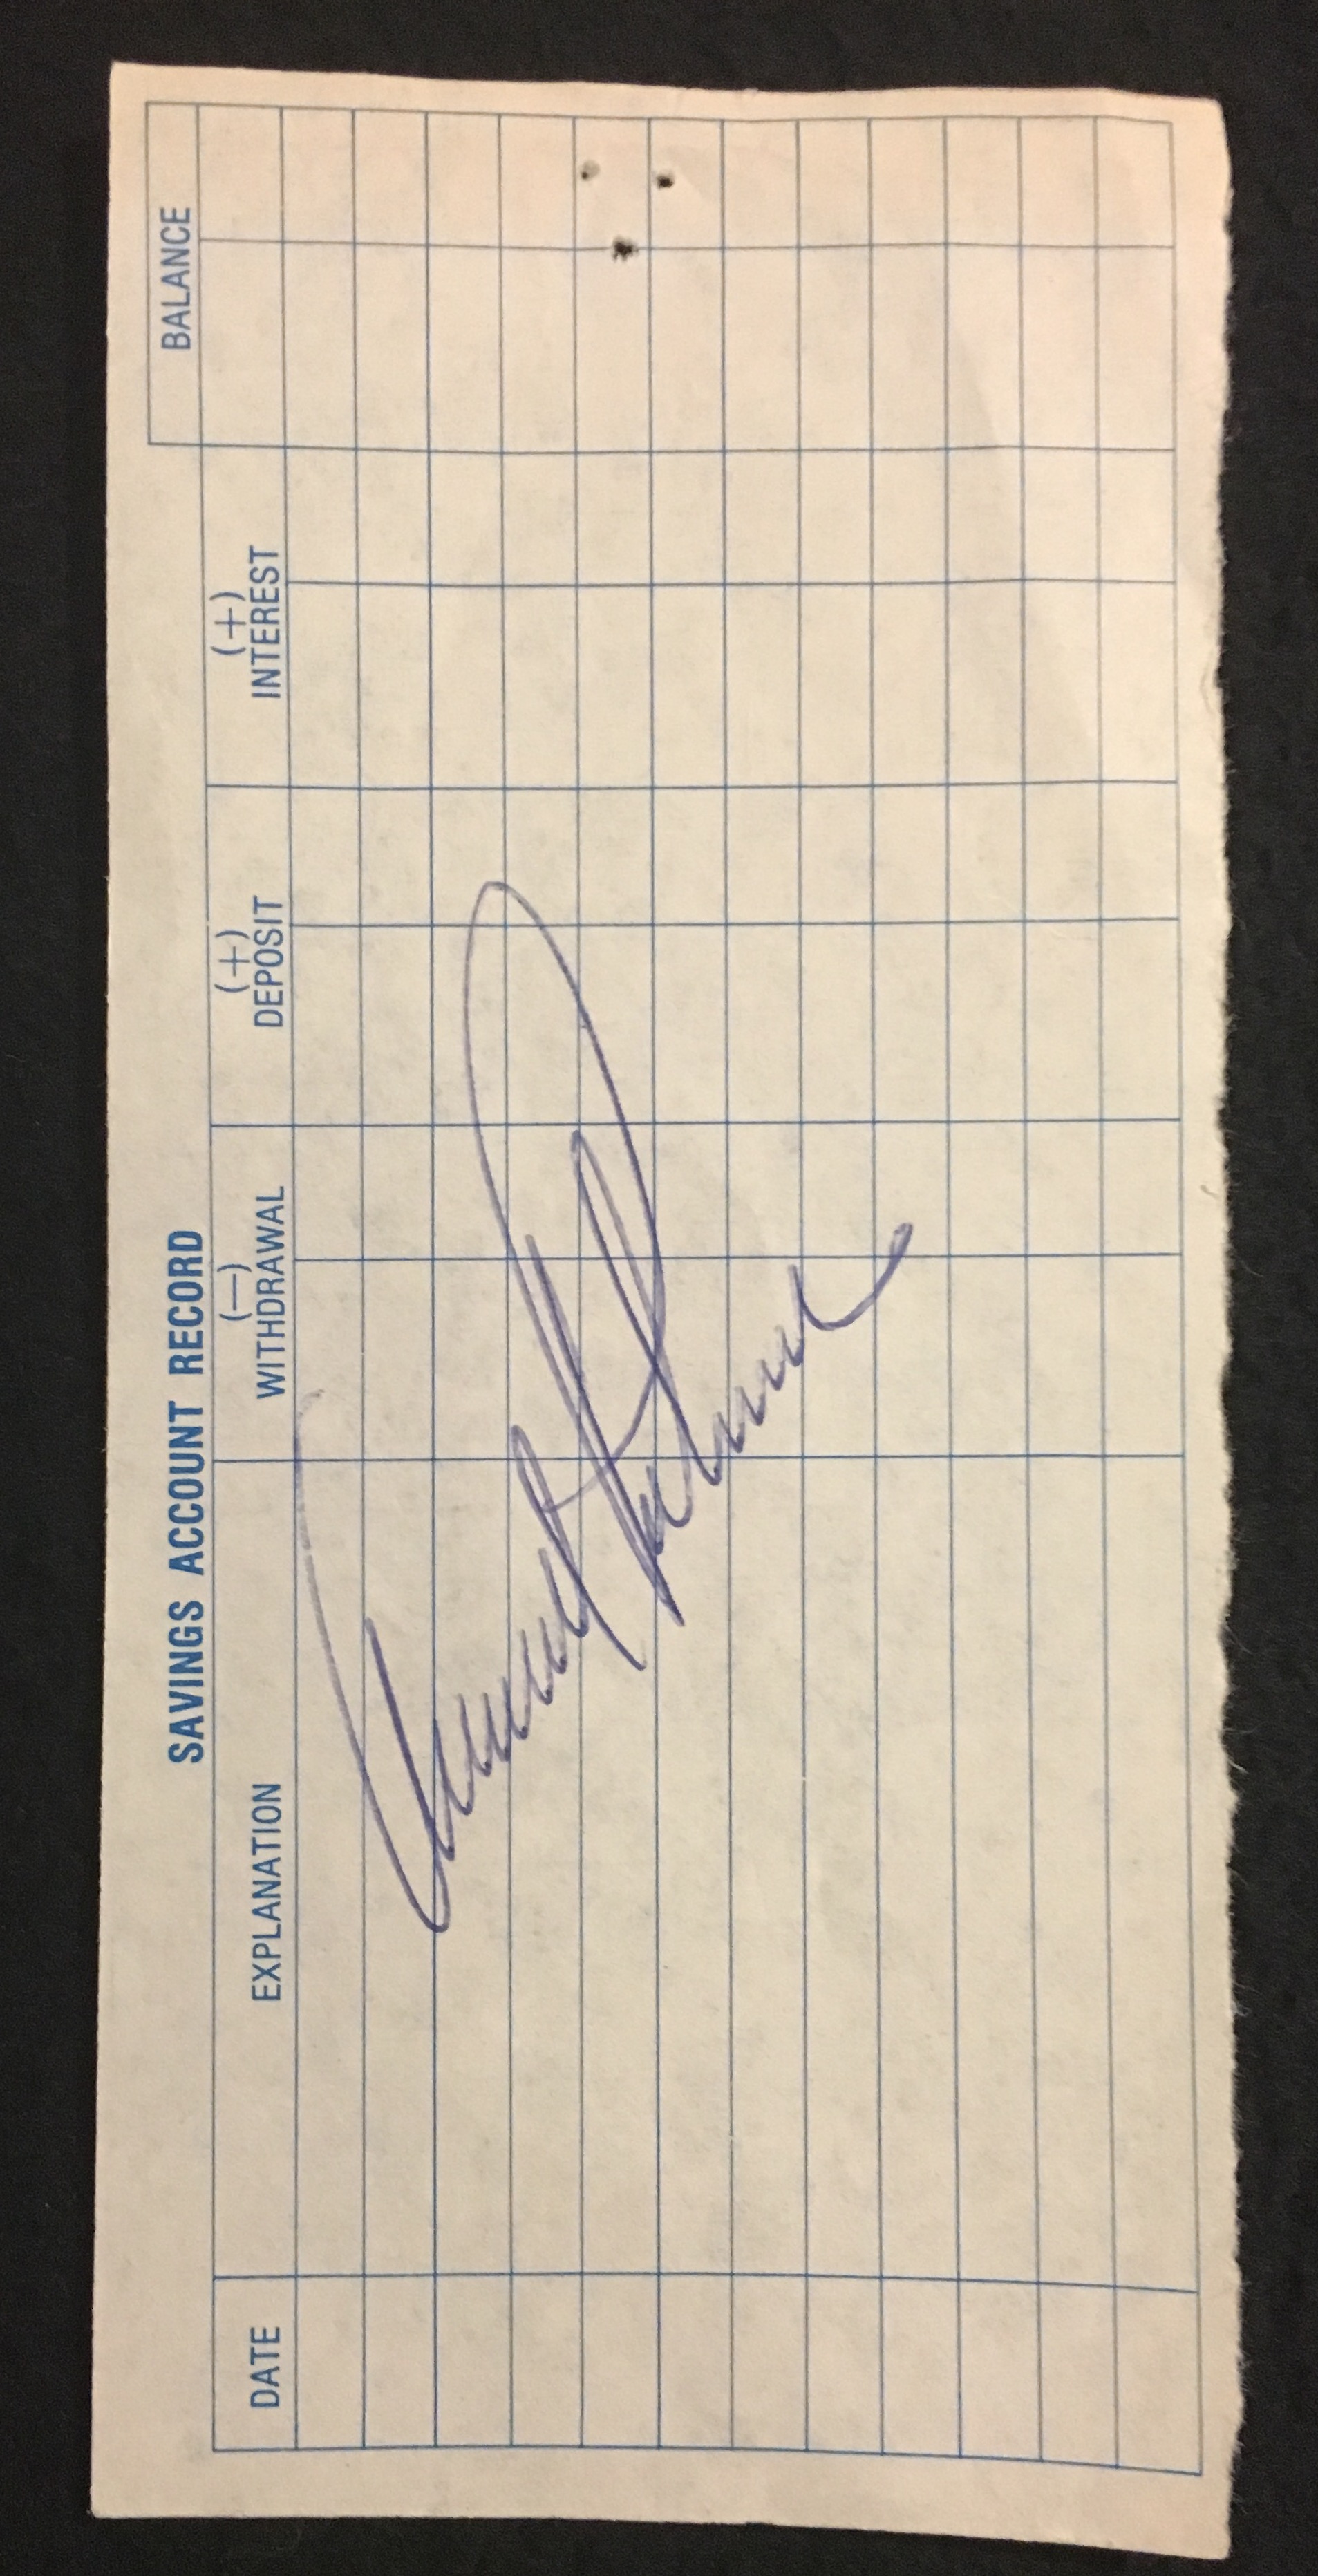 SAVINGS ACCOUNT RECORD
BALANCE
DATE EXPLANATION (—) WITHDRAWAL (+) DEPOSIT (+) INTEREST